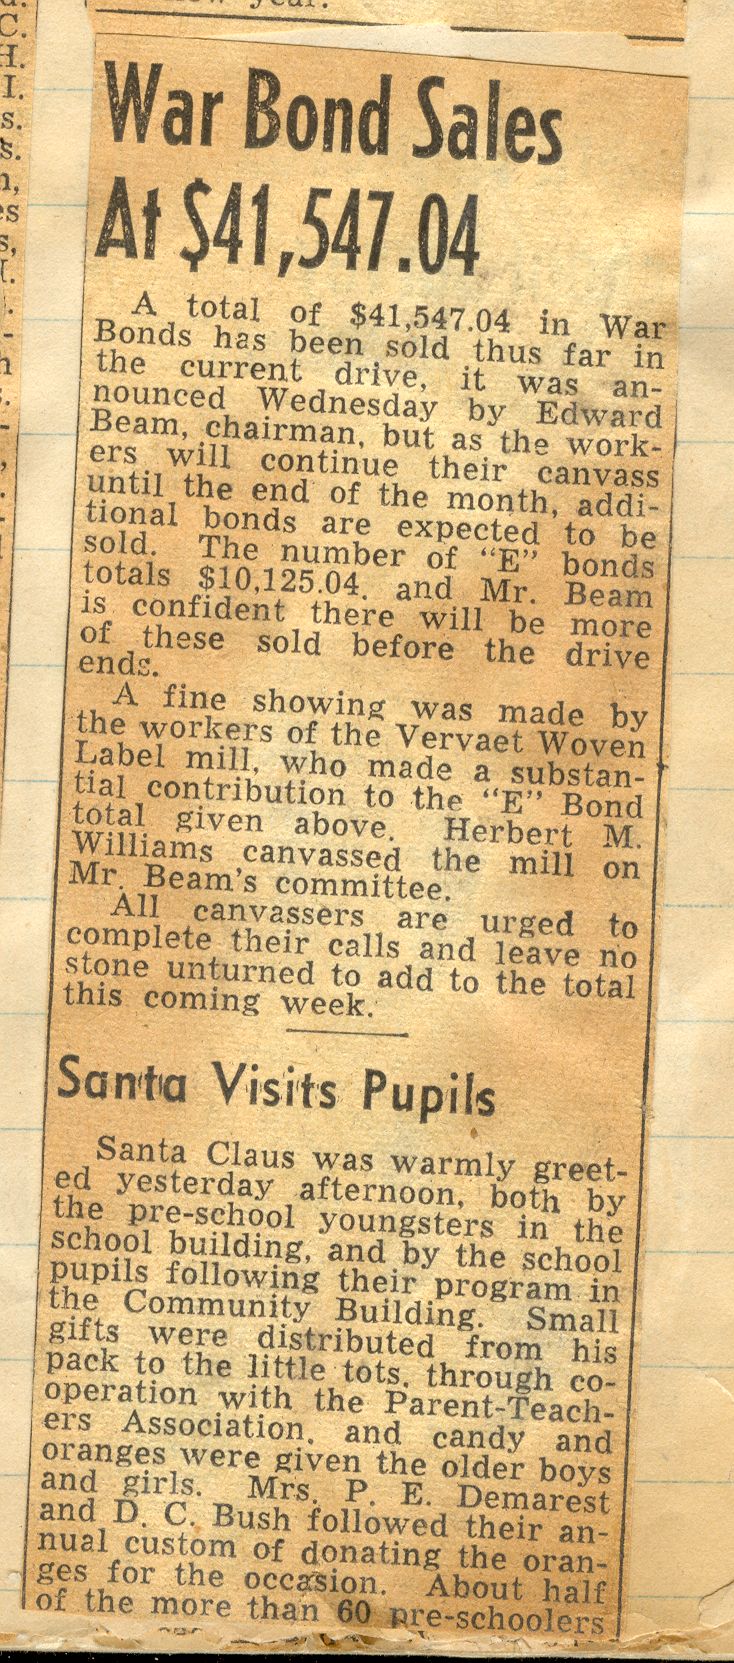 year.
C.
H.
I.
s.
s.
War Bond Sales
At $41,547.04
A total of $41,547.04 in War
Bonds has been sold thus far in
the current drive, it was an-
nounced Wednesday by Edward
Beam, chairman, but as the work-
ers will continue their canvass
until the end of the month, addi-
tional bonds are expected to be
sold. The number of “E” bonds
totals $10,125.04. and Mr. Beam
is confident there will be more
of these sold before the drive
ends.
A fine showing was made by
the workers of the Vervaet Woven
Label mill, who made a substan-
tial contribution to the “E” Bond
total given above. Herbert M.
Williams canvassed the mill on
Mr. Beam’s committee.
All canvassers are urged to
complete their calls and leave no
stone unturned to add to the total
this coming week.
Santa Visits Pupils
Santa Claus was warmly greet-
ed yesterday afternoon, both by
the pre-school youngsters in the
school building, and by the school
pupils following their program in
the Community Building. Small
gifts were distributed from his
pack to the little tots, through co-
operation with the Parent-Teach-
ers Association, and candy and
oranges were given the older boys
and girls. Mrs. P. E. Demarest
and D. C. Bush followed their an-
nual custom of donating the oran-
ges for the occasion. About half
of the more than 60 pre-schoolers